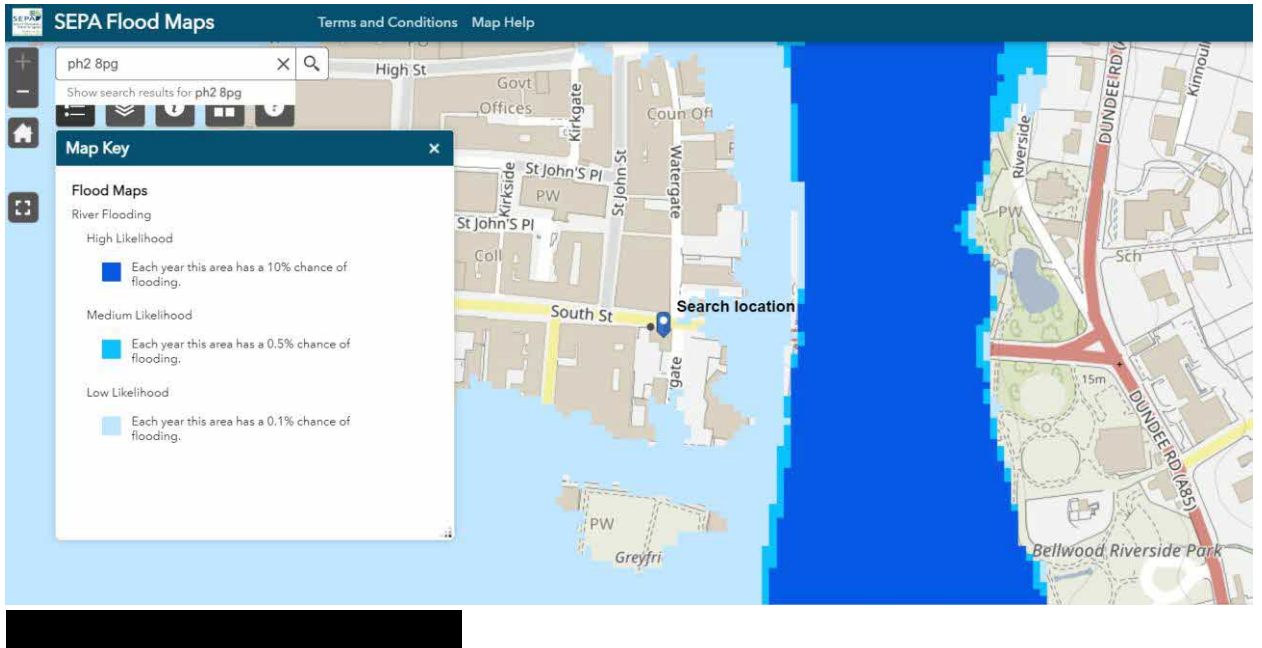 SEPA
SEPA Flood Maps
Terms and Conditions
Map Help
ph2 8pg
Show search results for ph2 8pg
Map Key
Flood Maps
River Flooding
High Likelihood
Each year this area has a 10% chance of
flooding.
Medium Likelihood
Each year this area has a 0.5% chance of
flooding.
Low Likelihood
Each year this area has a 0.1% chance of
flooding.
High St
Govt
Offices
Kirkgate
Coun Off
St John'S Pl
Kirkside
PW
St John St
Watergate
St John'S Pl
Coll
South St
Search location
gate
PW
Greyfri
Riverside
DUNDEE RD (A
Kinnoul
PW
Sch
15m
DUNDEE RD (A85)
Bellwood Riverside Park